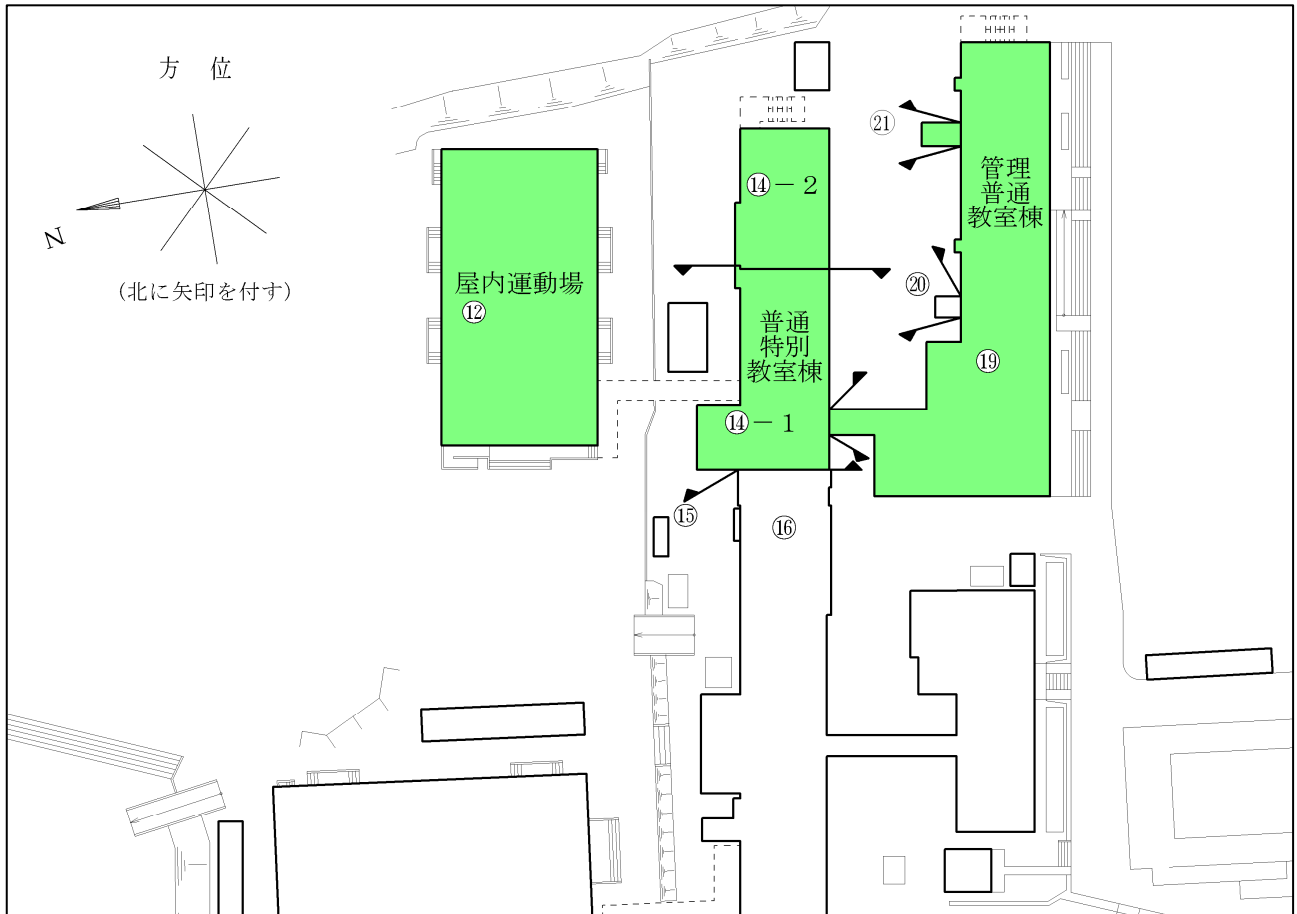 方 位
N
(北に矢印を付す)
屋内運動場
⑫
⑭－2
普通
特別
教室棟
⑭－1
⑮
⑯
㉑
管理
普通
教室棟
⑳
⑲